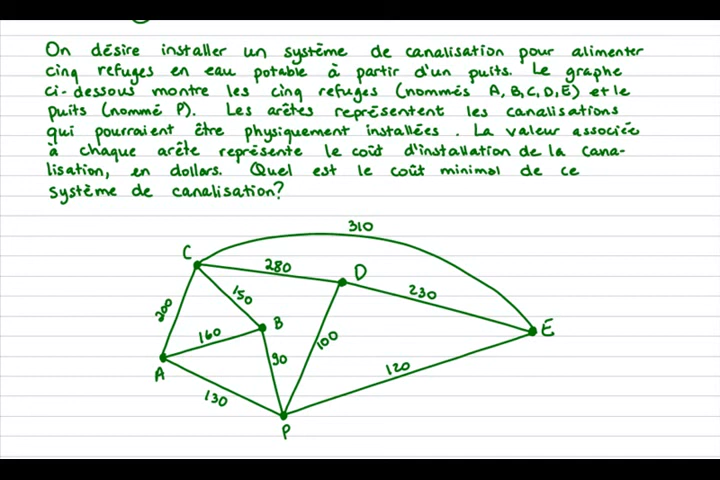 On désire installer un système de canalisation pour alimenter
cinq refuges en eau potable à partir d'un puits. Le graphe
ci-dessous montre les cinq refuges (nommés A, B, C, D, E) et le
puits (nommé P). Les arêtes représentent les canalisations
qui pourraient être physiquement installées. La valeur associée
à chaque arête représente le coût d'installation de la cana-
lisation, en dollars. Quel est le coût minimal de ce
système de canalisation?
310
C
280
D
150
230
200
B
E
160
100
90
A
120
130
P